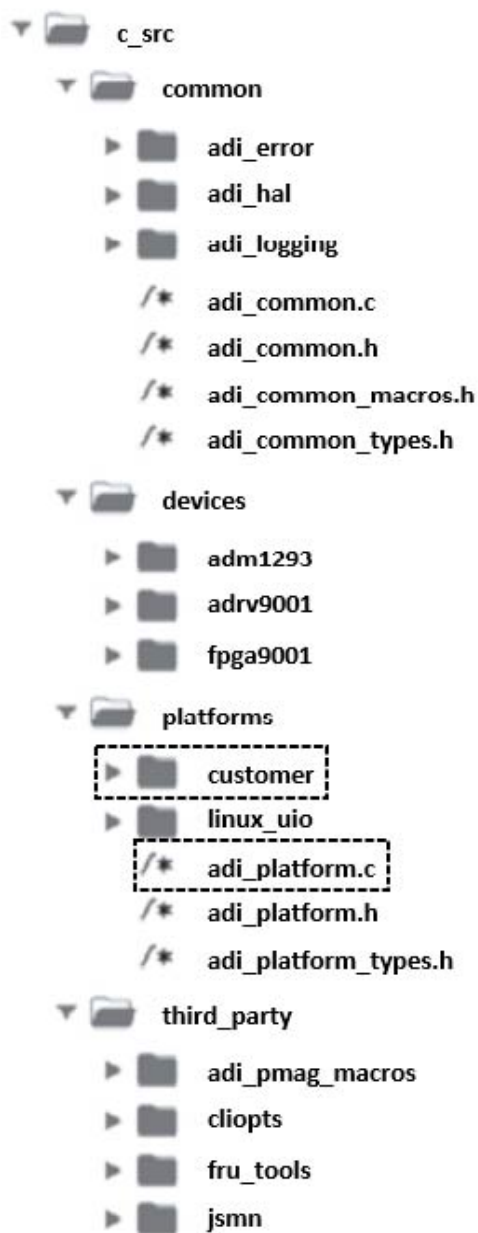 c_src
common
adi_error
adi_hal
adi_logging
/* adi_common.c
/* adi_common.h
/* adi_common_macros.h
/* adi_common_types.h
devices
adm1293
adrv9001
fpga9001
platforms
customer
linux_uio
/* adi_platform.c
/* adi_platform.h
/* adi_platform_types.h
third_party
adi_pmag_macros
cliopts
fru_tools
jsmn